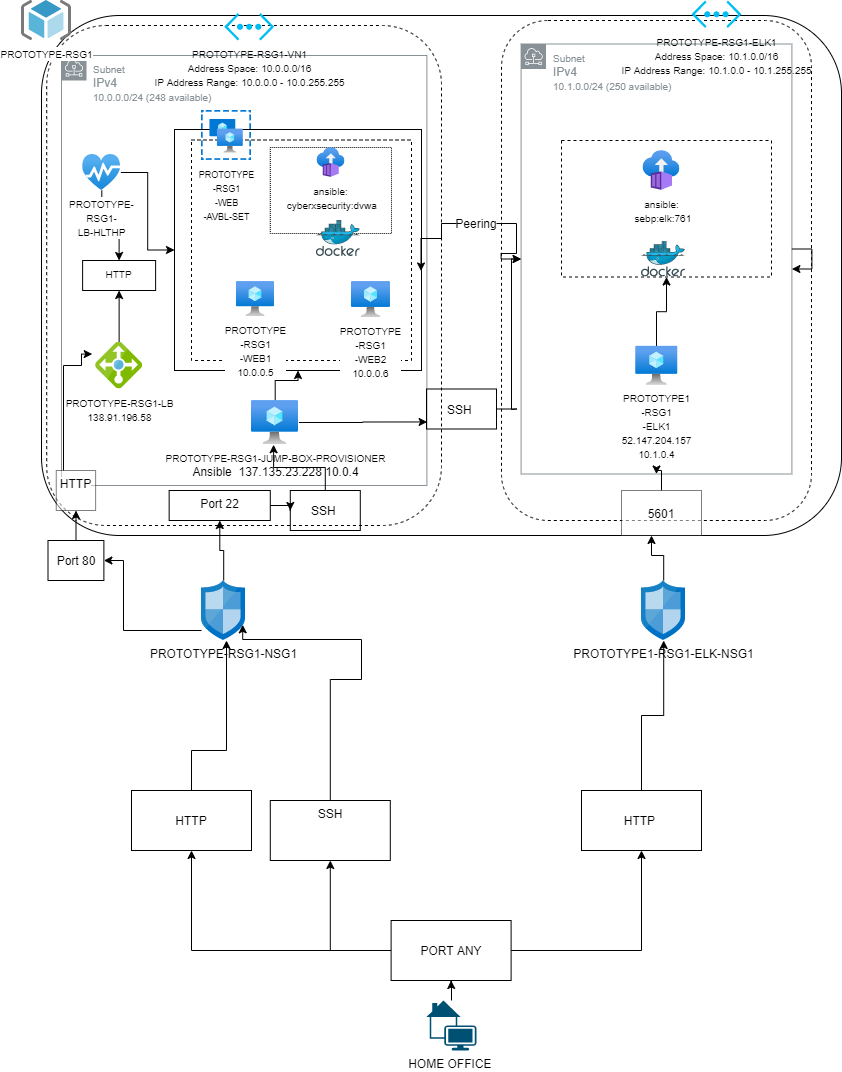 PROTOTYPE-RSG1
PROTOTYPE-RSG1-VN1
Address Space: 10.0.0.0/16
IP Address Range: 10.0.0.0 - 10.0.255.255
Subnet
IPv4
10.0.0.0/24 (248 available)
PROTOTYPE-RSG1-ELK1
Address Space: 10.1.0.0/16
IP Address Range: 10.1.0.0 - 10.1.255.255
Subnet
IPv4
10.1.0.0/24 (250 available)
PROTOTYPE-
RSG1-
LB-HLTHP
HTTP
PROTOTYPE
-RSG1
-WEB
-AVBL-SET
ansible:
cyberxsecurity:dvwa
docker
Peering
ansible:
sebp:elk:761
docker
PROTOTYPE
-RSG1
-WEB1
10.0.0.5
PROTOTYPE
-RSG1
-WEB2
10.0.0.6
PROTOTYPE-RSG1-LB
138.91.196.58
SSH
PROTOTYPE1
-RSG1
-ELK1
52.147.204.157
10.1.0.4
PROTOTYPE-RSG1-JUMP-BOX-PROVISIONER
Ansible 137.135.23.228 10.0.4
HTTP
Port 22
SSH
5601
Port 80
PROTOTYPE-RSG1-NSG1
PROTOTYPE1-RSG1-ELK-NSG1
HTTP
SSH
HTTP
PORT ANY
HOME OFFICE